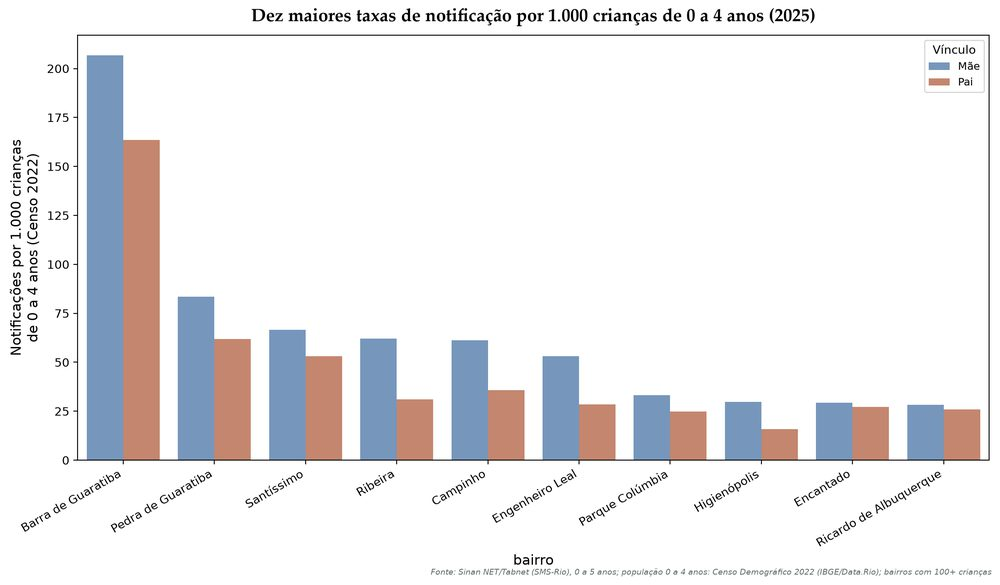 Dez maiores taxas de notificação por 1.000 crianças de 0 a 4 anos (2025)
Notificações por 1.000 crianças
de 0 a 4 anos (Censo 2022)
200
175
150
125
100
75
50
25
0
Vínculo
Mãe
Pai
Barra de Guaratiba
Pedra de Guaratiba
Santíssimo
Ribeira
Campinho
Engenheiro Leal
Parque Colúmbia
Higienópolis
Encantado
Ricardo de Albuquerque
bairro
Fonte: Sinan NET/Tabnet (SMS-Rio), 0 a 5 anos; população 0 a 4 anos: Censo Demográfico 2022 (IBGE/Data.Rio); bairros com 100+ crianças